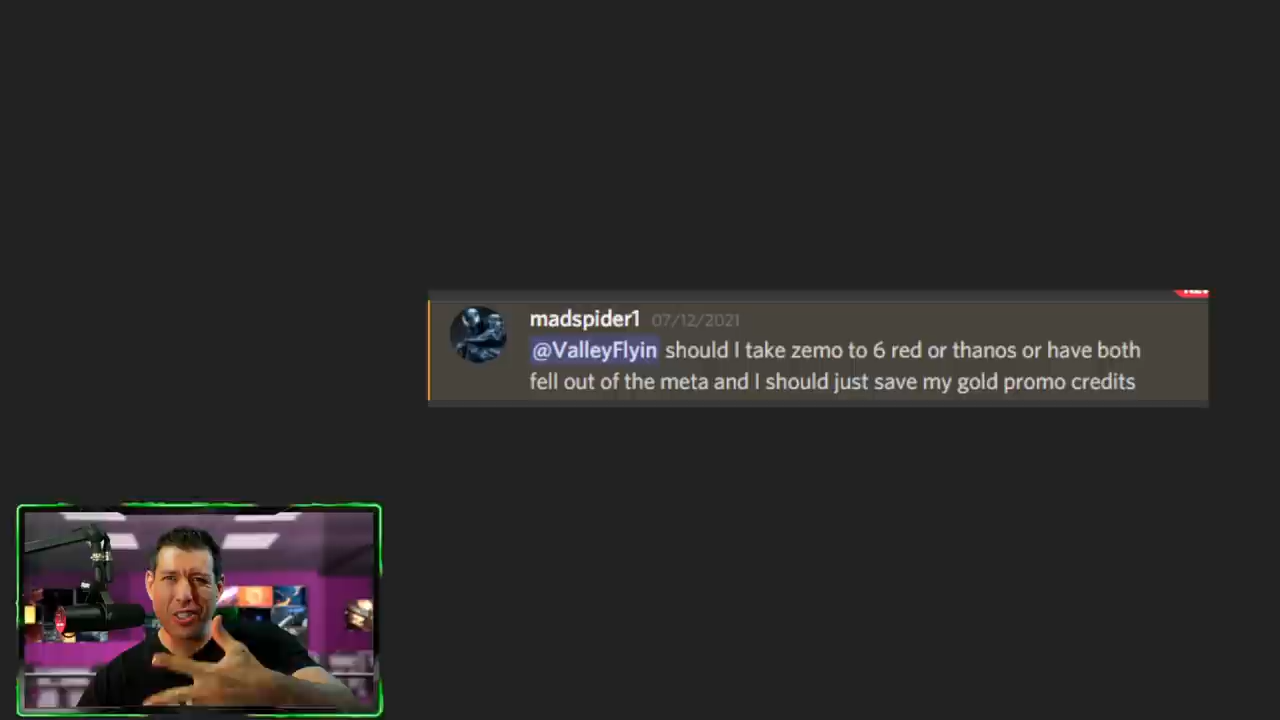 madspider1 07/12/2021
@ValleyFlyin should I take zemo to 6 red or thanos or have both
fell out of the meta and I should just save my gold promo credits